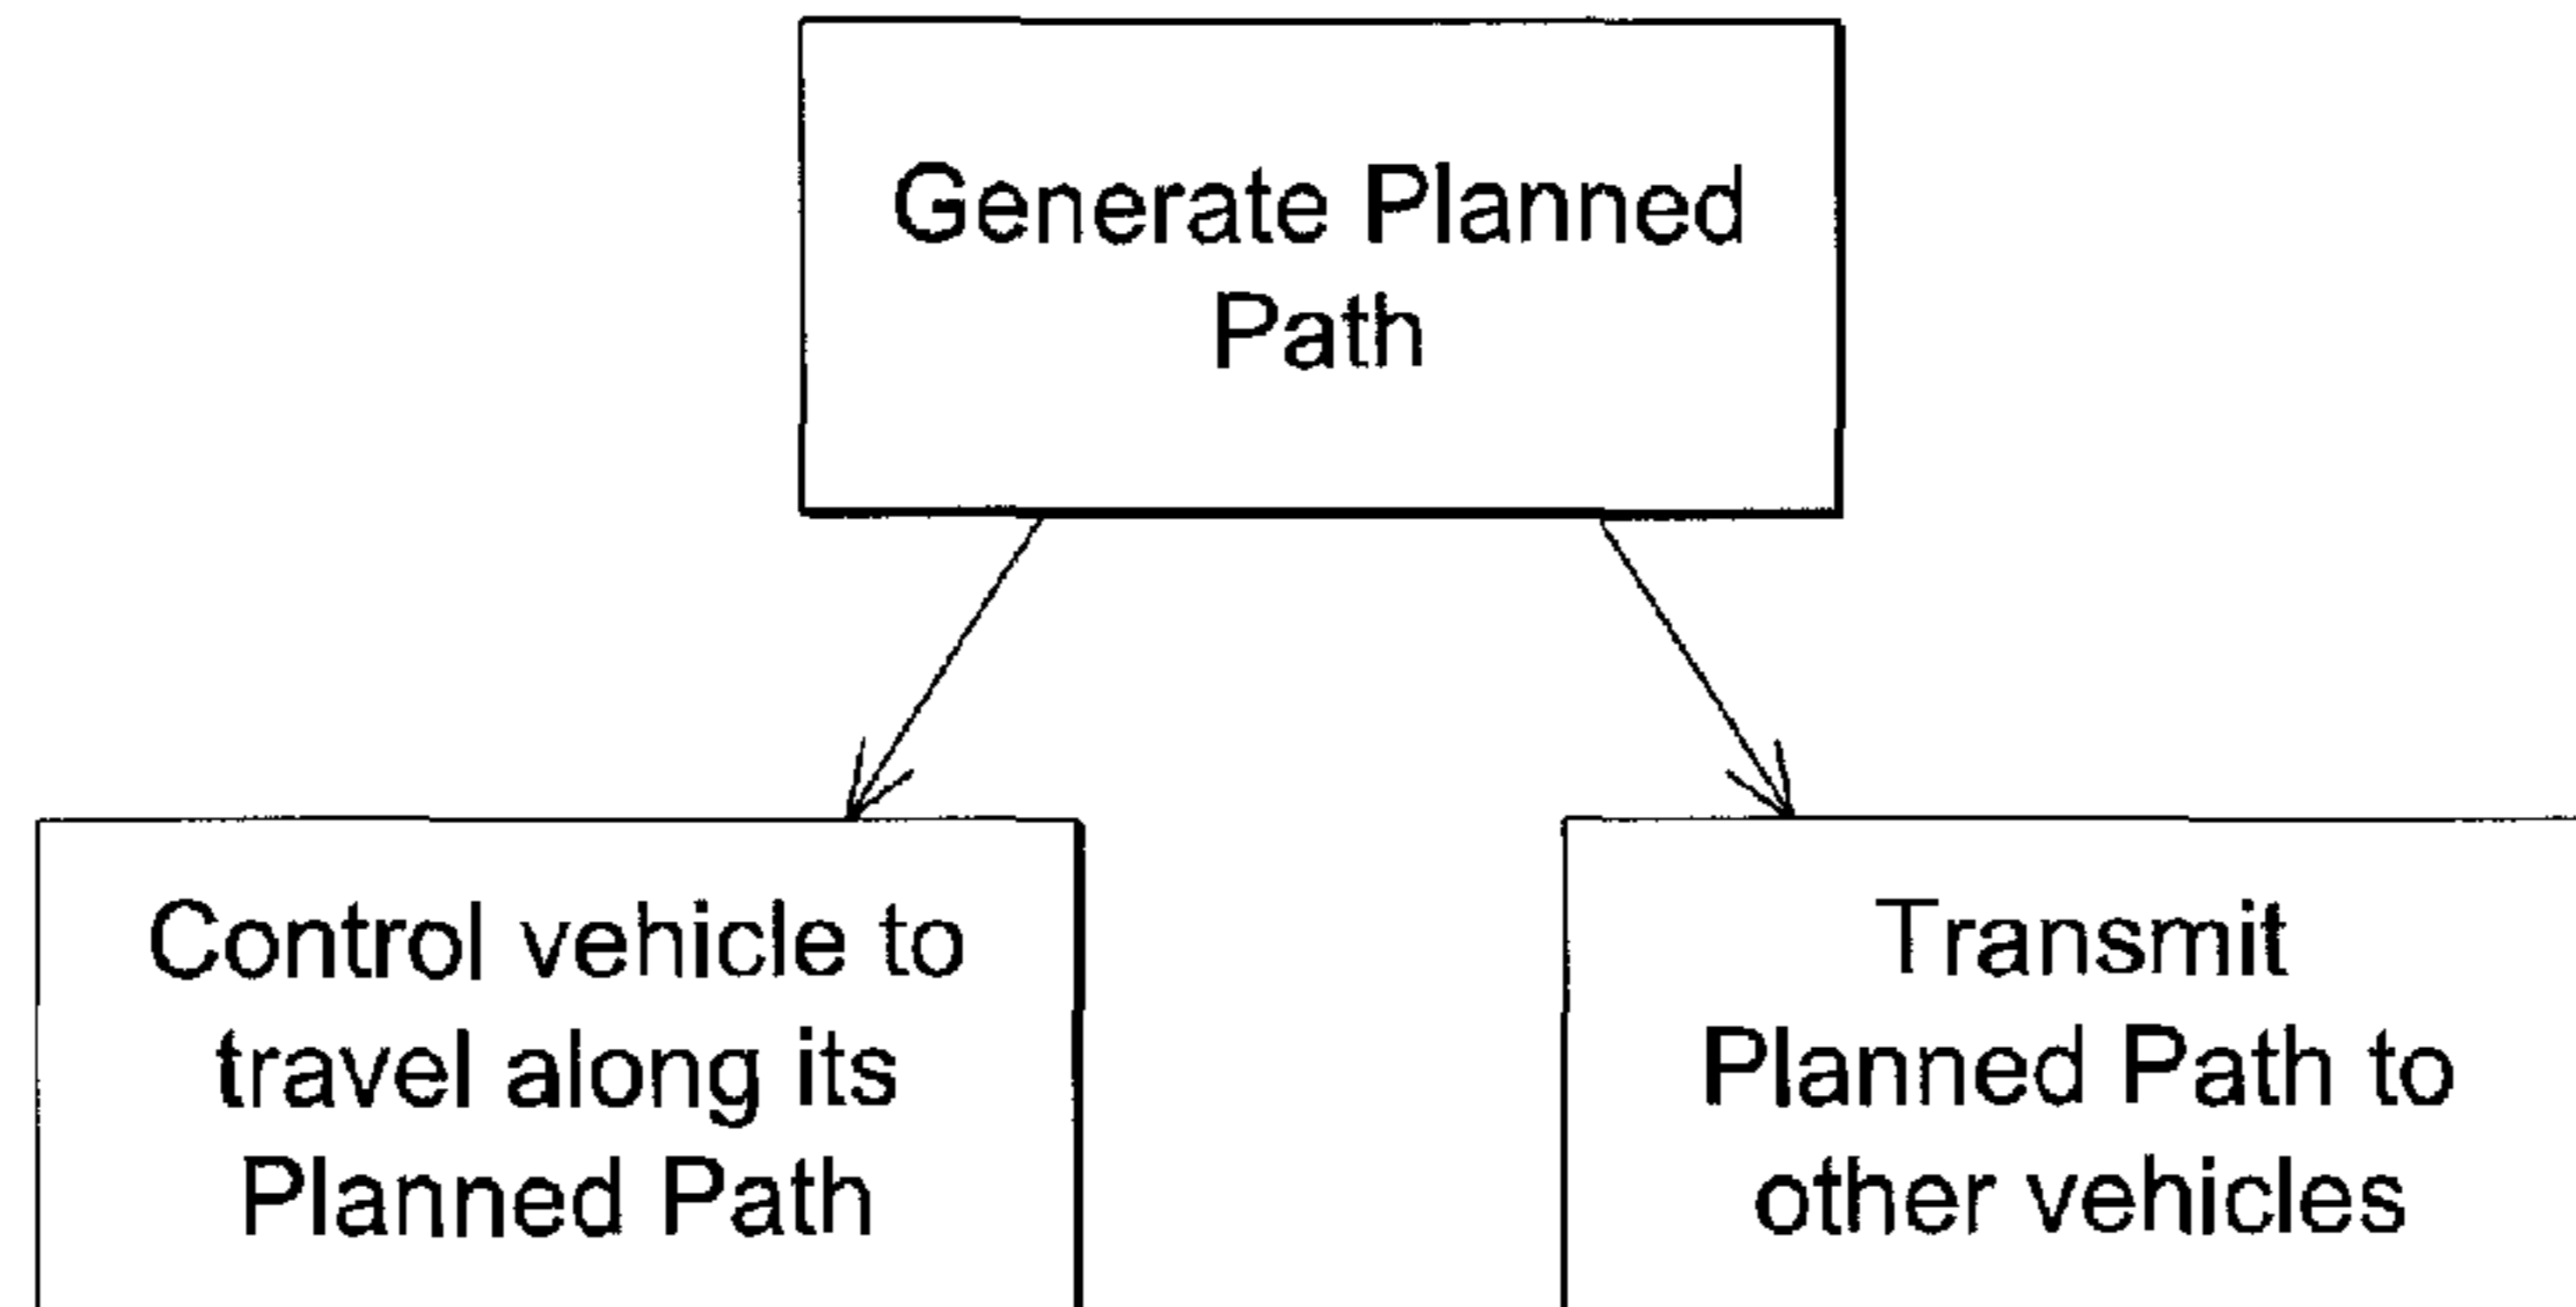 Generate Planned
Path
Control vehicle to
travel along its
Planned Path
Transmit
Planned Path to
other vehicles